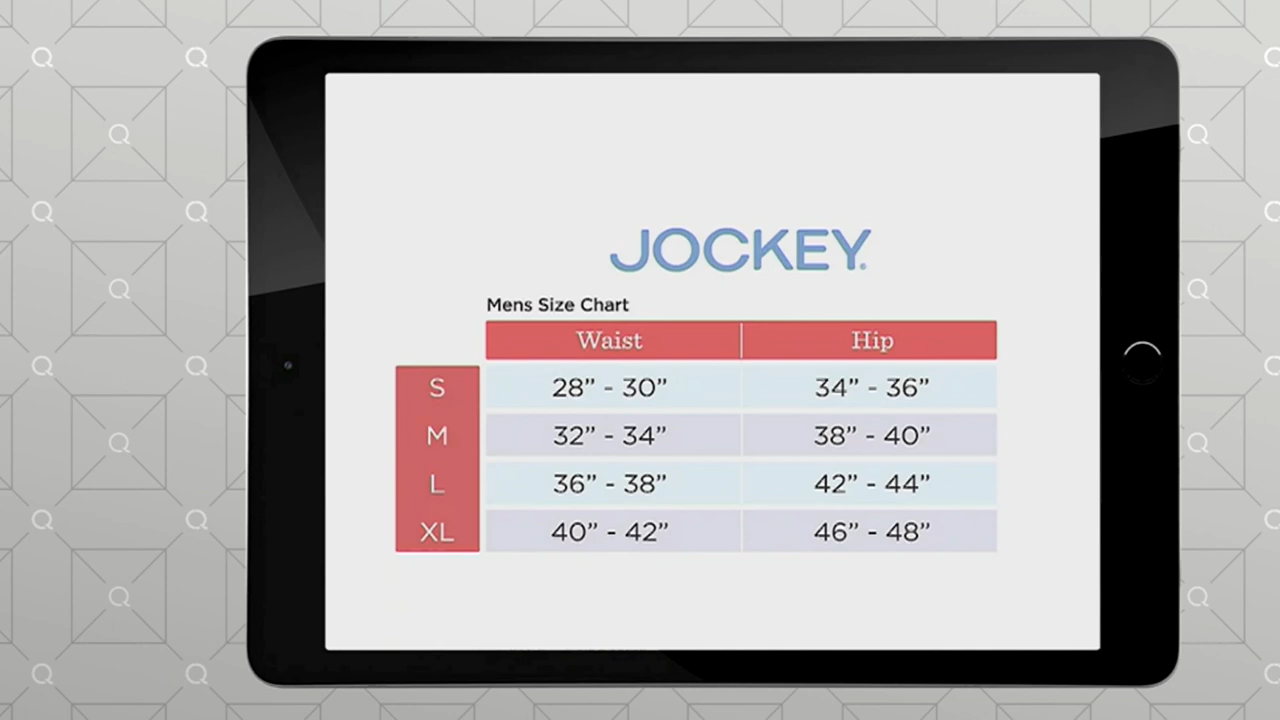 JOCKEY®
Mens Size Chart
Waist Hip
S 28” - 30” 34” - 36”
M 32” - 34” 38” - 40”
L 36” - 38” 42” - 44”
XL 40” - 42” 46” - 48”